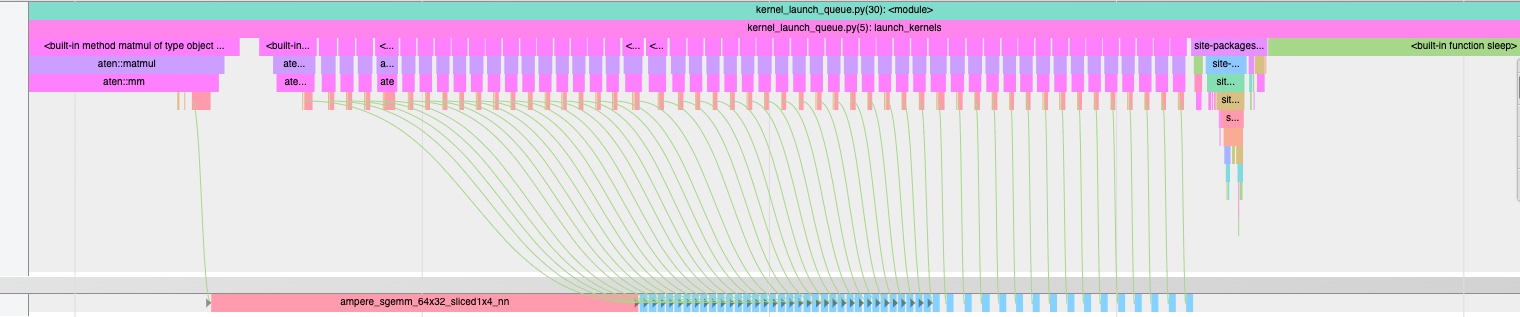 kernel_launch_queue.py(30): <module>
kernel_launch_queue.py(5): launch_kernels
<built-in method matmul of type object ... <built-in... <... <... <... site-packages... <built-in function sleep>
aten::matmul ate... a... site-...
aten::mm ate... ate sit...
sit...
s...
ampere_sgemm_64x32_sliced1x4_nn